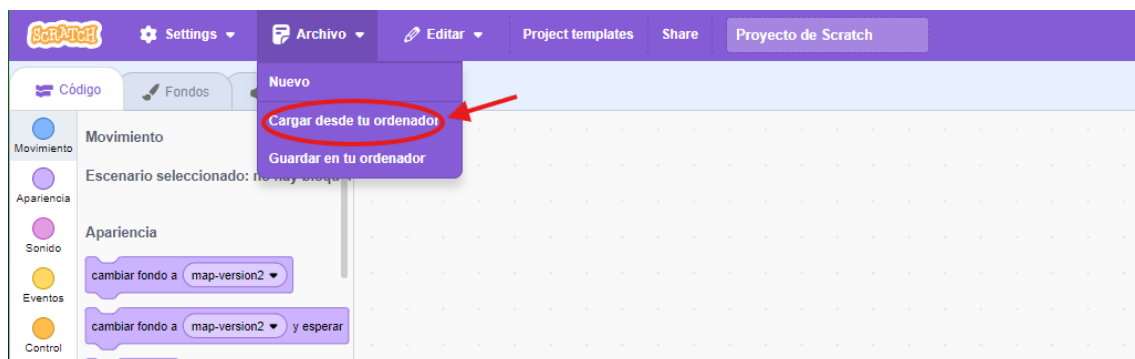 SCRATCH Settings Archivo Editar Project templates Share Proyecto de Scratch
Código Fondos
Nuevo
Cargar desde tu ordenador
Guardar en tu ordenador
Movimiento
Apariencia
Sonido
Eventos
Control
Movimiento
Escenario seleccionado: no hay
Apariencia
cambiar fondo a map-version2
cambiar fondo a map-version2 y esperar